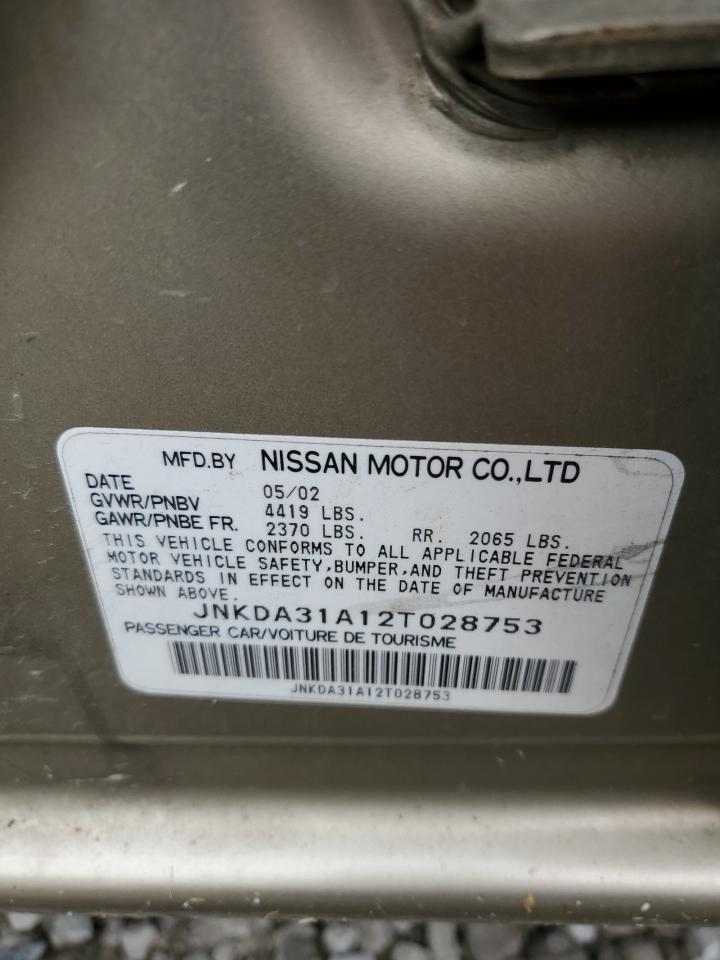 MFD.BY NISSAN MOTOR CO.,LTD
DATE 05/02
GVWR/PNBV 4419 LBS.
GAWR/PNBE FR. 2370 LBS. RR. 2065 LBS.
THIS VEHICLE CONFORMS TO ALL APPLICABLE FEDERAL
MOTOR VEHICLE SAFETY,BUMPER,AND THEFT PREVENTION
STANDARDS IN EFFECT ON THE DATE OF MANUFACTURE
SHOWN ABOVE.
JNKDA31A12T028753
PASSENGER CAR/VOITURE DE TOURISME
JNKDA31A12T028753